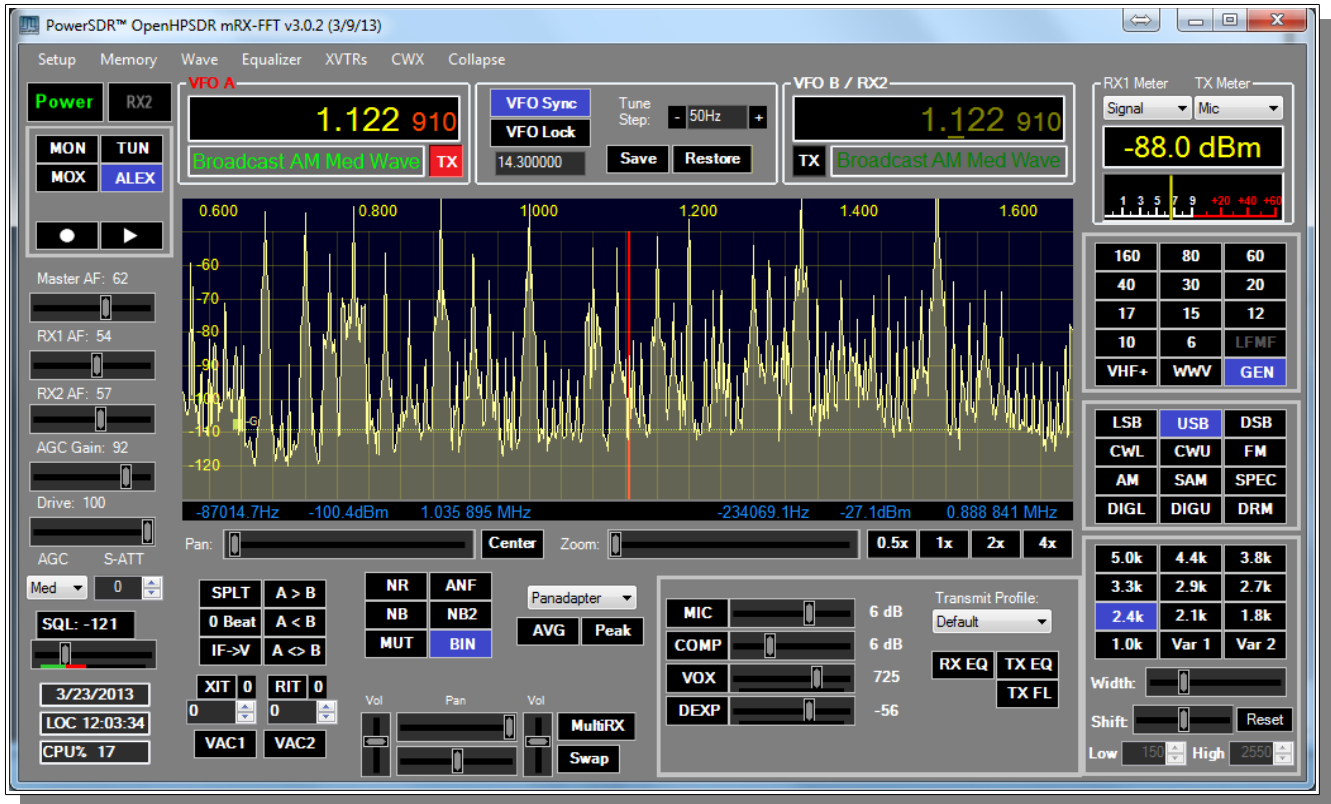 PowerSDR™ OpenHPSDR mRX-FFT v3.0.2 (3/9/13)
Setup Memory Wave Equalizer XVTRs CWX Collapse
Power RX2
MON TUN
MOX ALEX
Master AF: 62
RX1 AF: 54
RX2 AF: 57
AGC Gain: 92
Drive: 100
AGC S-ATT
Med 0
SQL: -121
3/23/2013
LOC 12:03:34
CPU% 17
VFO A
1.122 910
Broadcast AM Med Wave TX
VFO Sync
VFO Lock
14.300000
Tune
Step: - 50Hz +
Save Restore
VFO B / RX2
1.122 910
TX Broadcast AM Med Wave
RX1 Meter TX Meter
Signal Mic
-88.0 dBm
1 3 5 7 9 +20 +40 +60
0.600 0.800 1.000 1.200 1.400 1.600
-60
-70
-80
-90
-100
-110
-120
-G
-87014.7Hz -100.4dBm 1.035 895 MHz -234069.1Hz -27.1dBm 0.888 841 MHz
Pan: Center Zoom: 0.5x 1x 2x 4x
SPLT A > B
0 Beat A < B
IF->V A <> B
XIT 0 RIT 0
0 0
VAC1 VAC2
NR ANF
NB NB2
MUT BIN
Panadapter
AVG Peak
Vol Pan Vol
MultiRX
Swap
MIC 6 dB
COMP 6 dB
VOX 725
DEXP -56
Transmit Profile:
Default
RX EQ TX EQ
TX FL
160 80 60
40 30 20
17 15 12
10 6 LFMF
VHF+ WWV GEN
LSB USB DSB
CWL CWU FM
AM SAM SPEC
DIGL DIGU DRM
5.0k 4.4k 3.8k
3.3k 2.9k 2.7k
2.4k 2.1k 1.8k
1.0k Var 1 Var 2
Width:
Shift: Reset
Low 150 High 2550